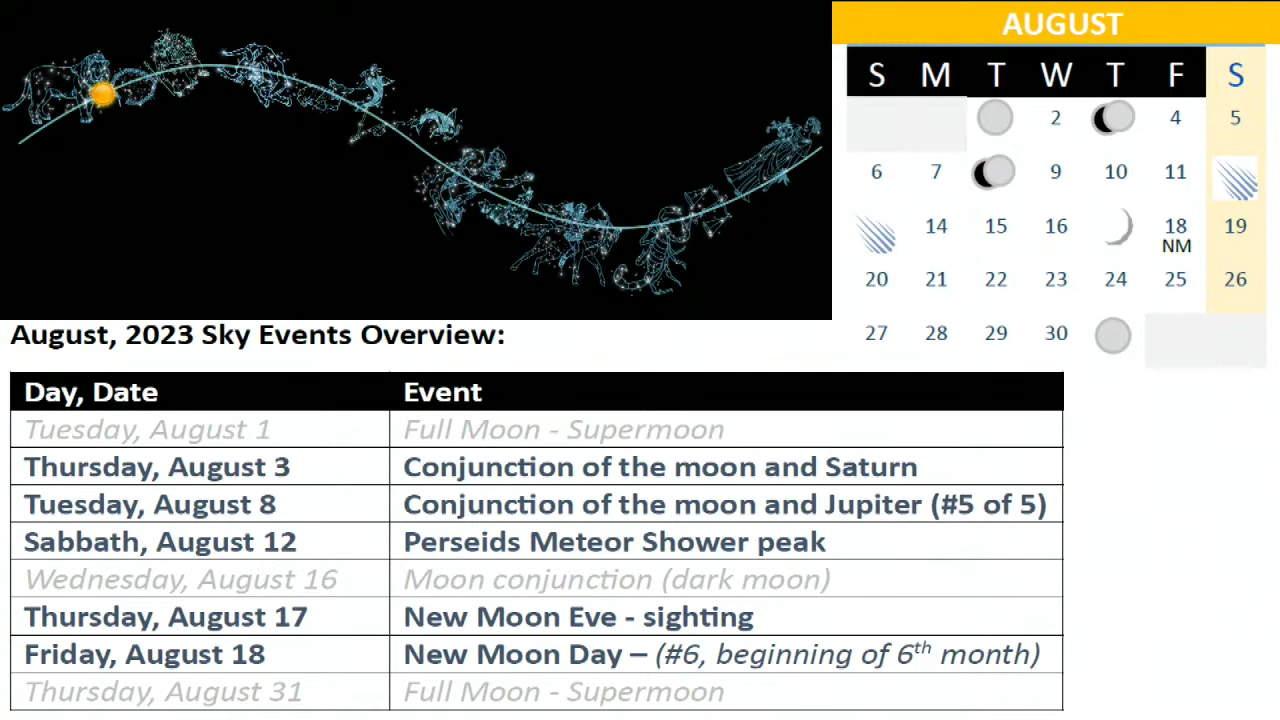 AUGUST
S M T W T F S
2 4 5
6 7 9 10 11
14 15 16 18 19
NM
20 21 22 23 24 25 26
27 28 29 30
August, 2023 Sky Events Overview:
Day, Date Event
Tuesday, August 1 Full Moon - Supermoon
Thursday, August 3 Conjunction of the moon and Saturn
Tuesday, August 8 Conjunction of the moon and Jupiter (#5 of 5)
Sabbath, August 12 Perseids Meteor Shower peak
Wednesday, August 16 Moon conjunction (dark moon)
Thursday, August 17 New Moon Eve - sighting
Friday, August 18 New Moon Day – (#6, beginning of 6th month)
Thursday, August 31 Full Moon - Supermoon